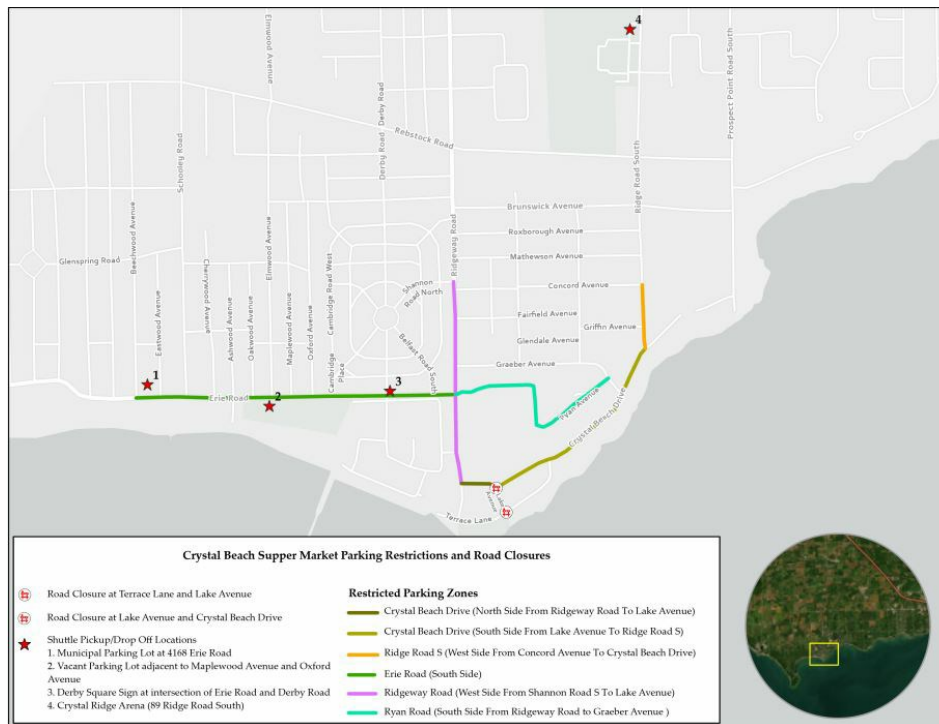 4
Elmwood Avenue
Derby Road
Prospect Point Road South
Rebstock Road
Schooley Road
Derby Road
Ridge Road South
Brunswick Avenue
Roxborough Avenue
Beechwood Avenue
Elmwood Avenue
Ridgeway Road
Mathewson Avenue
Glenspring Road
Cherrywood Avenue
Cambridge Road West
Shannon
Road North
Concord Avenue
Eastwood Avenue
Ashwood Avenue
Oakwood Avenue
Maplewood Avenue
Oxford Avenue
Fairfield Avenue
Griffin Avenue
Glendale Avenue
Belfast Road South
Cambridge
Place
Graeber Avenue
1
2
3
Erie Road
Ryan Avenue
Crystal Beach Drive
Lake
Avenue
Terrace Lane
Crystal Beach Supper Market Parking Restrictions and Road Closures
Road Closure at Terrace Lane and Lake Avenue
Road Closure at Lake Avenue and Crystal Beach Drive
Shuttle Pickup/Drop Off Locations
1. Municipal Parking Lot at 4168 Erie Road
2. Vacant Parking Lot adjacent to Maplewood Avenue and Oxford
Avenue
3. Derby Square Sign at intersection of Erie Road and Derby Road
4. Crystal Ridge Arena (89 Ridge Road South)
Restricted Parking Zones
Crystal Beach Drive (North Side From Ridgeway Road To Lake Avenue)
Crystal Beach Drive (South Side From Lake Avenue To Ridge Road S)
Ridge Road S (West Side From Concord Avenue To Crystal Beach Drive)
Erie Road (South Side)
Ridgeway Road (West Side From Shannon Road S To Lake Avenue)
Ryan Road (South Side From Ridgeway Road to Graeber Avenue )